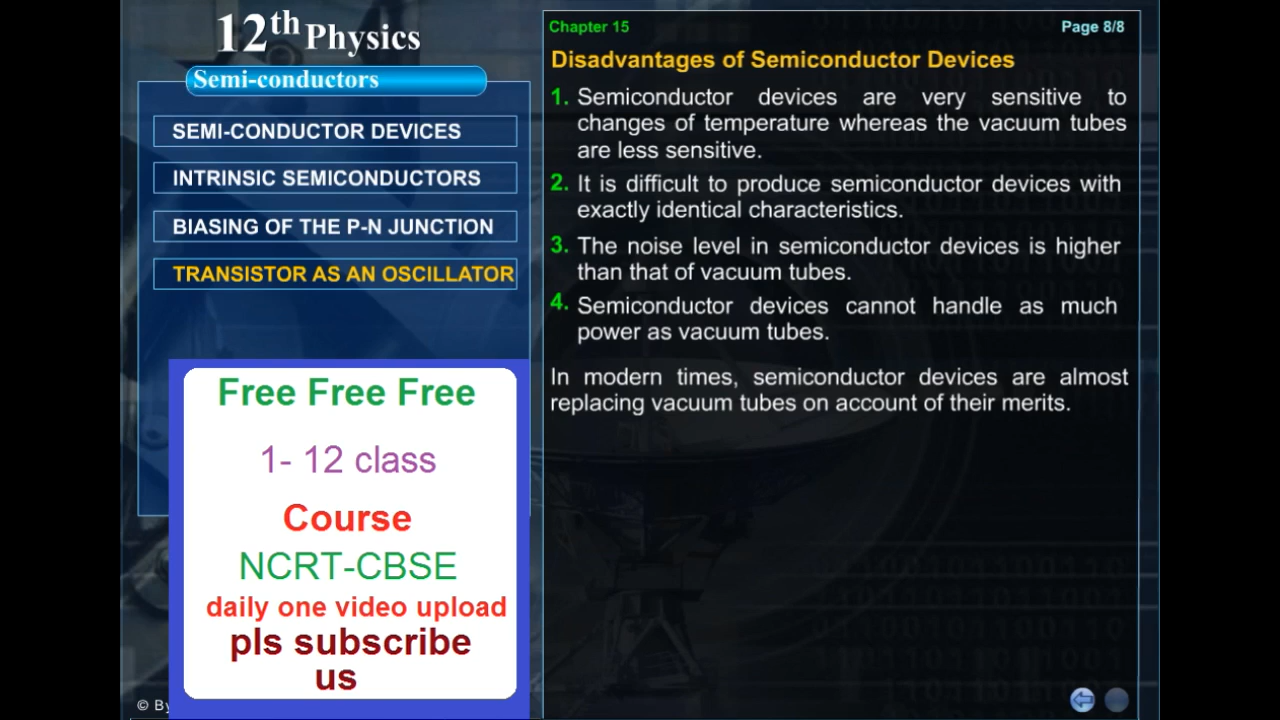 12th Physics
Semi-conductors
SEMI-CONDUCTOR DEVICES
INTRINSIC SEMICONDUCTORS
BIASING OF THE P-N JUNCTION
TRANSISTOR AS AN OSCILLATOR
Free Free Free
1- 12 class
Course
NCRT-CBSE
daily one video upload
pls subscribe
us
© By
Chapter 15
Page 8/8
Disadvantages of Semiconductor Devices
1. Semiconductor devices are very sensitive to
changes of temperature whereas the vacuum tubes
are less sensitive.
2. It is difficult to produce semiconductor devices with
exactly identical characteristics.
3. The noise level in semiconductor devices is higher
than that of vacuum tubes.
4. Semiconductor devices cannot handle as much
power as vacuum tubes.
In modern times, semiconductor devices are almost
replacing vacuum tubes on account of their merits.